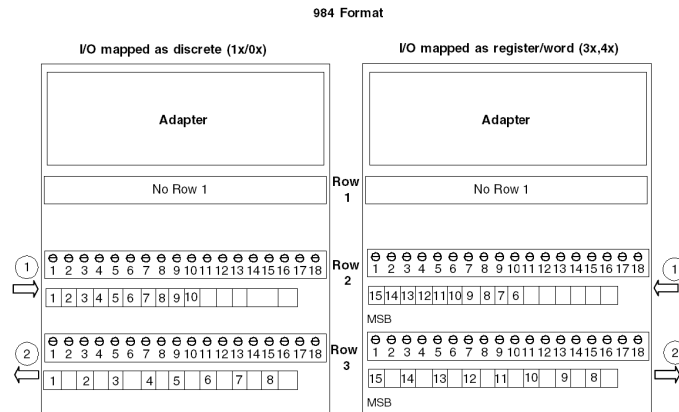 984 Format
I/O mapped as discrete (1x/0x)
I/O mapped as register/word (3x,4x)
Adapter
Adapter
No Row 1
Row 1
No Row 1
1
1 2 3 4 5 6 7 8 9 10 11 12 13 14 15 16 17 18
Row 2
1 2 3 4 5 6 7 8 9 10 11 12 13 14 15 16 17 18
1
1 2 3 4 5 6 7 8 9 10
15 14 13 12 11 10 9 8 7 6
MSB
2
1 2 3 4 5 6 7 8 9 10 11 12 13 14 15 16 17 18
Row 3
1 2 3 4 5 6 7 8 9 10 11 12 13 14 15 16 17 18
2
1 2 3 4 5 6 7 8
15 14 13 12 11 10 9 8
MSB